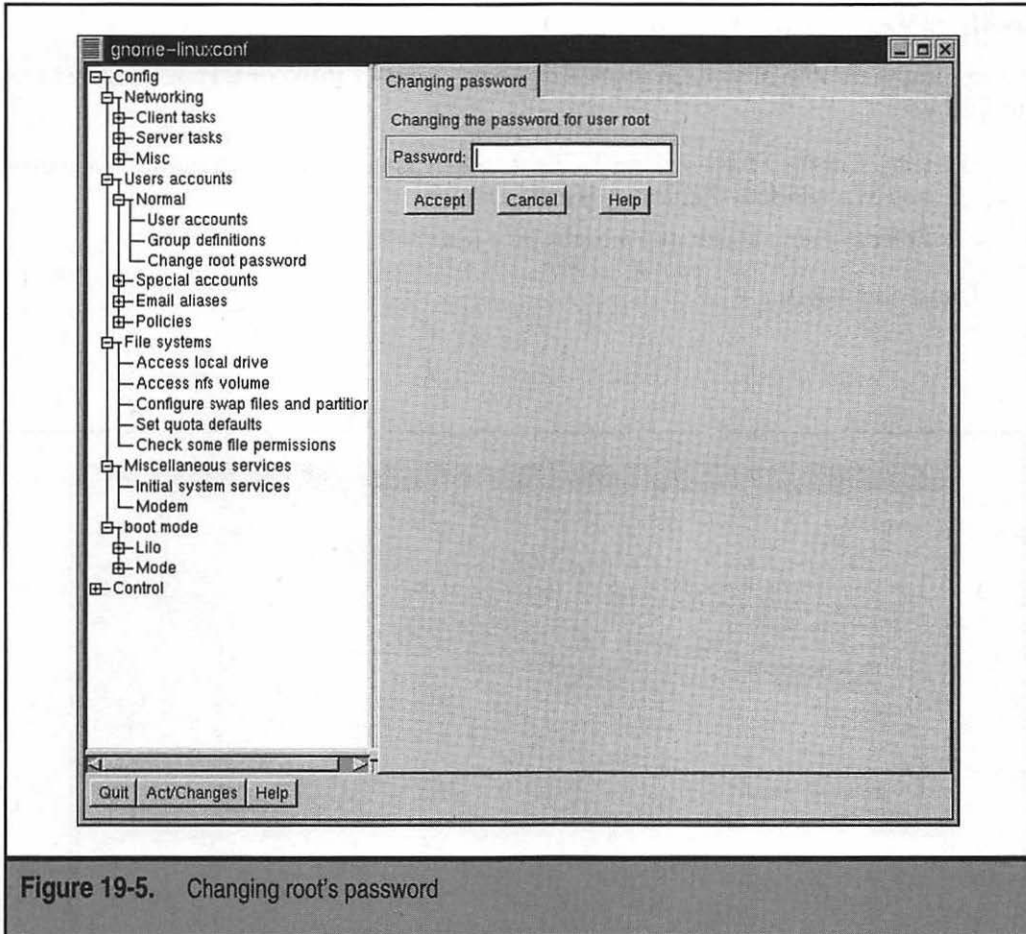 gnome-linuxconf
Config
Networking
Client tasks
Server tasks
Misc
Users accounts
Normal
User accounts
Group definitions
Change root password
Special accounts
Email aliases
Policies
File systems
Access local drive
Access nfs volume
Configure swap files and partition
Set quota defaults
Check some file permissions
Miscellaneous services
Initial system services
Modem
boot mode
Lilo
Mode
Control
Changing password
Changing the password for user root
Password:
Accept Cancel Help
Quit Act/Changes Help
Figure 19-5. Changing root's password